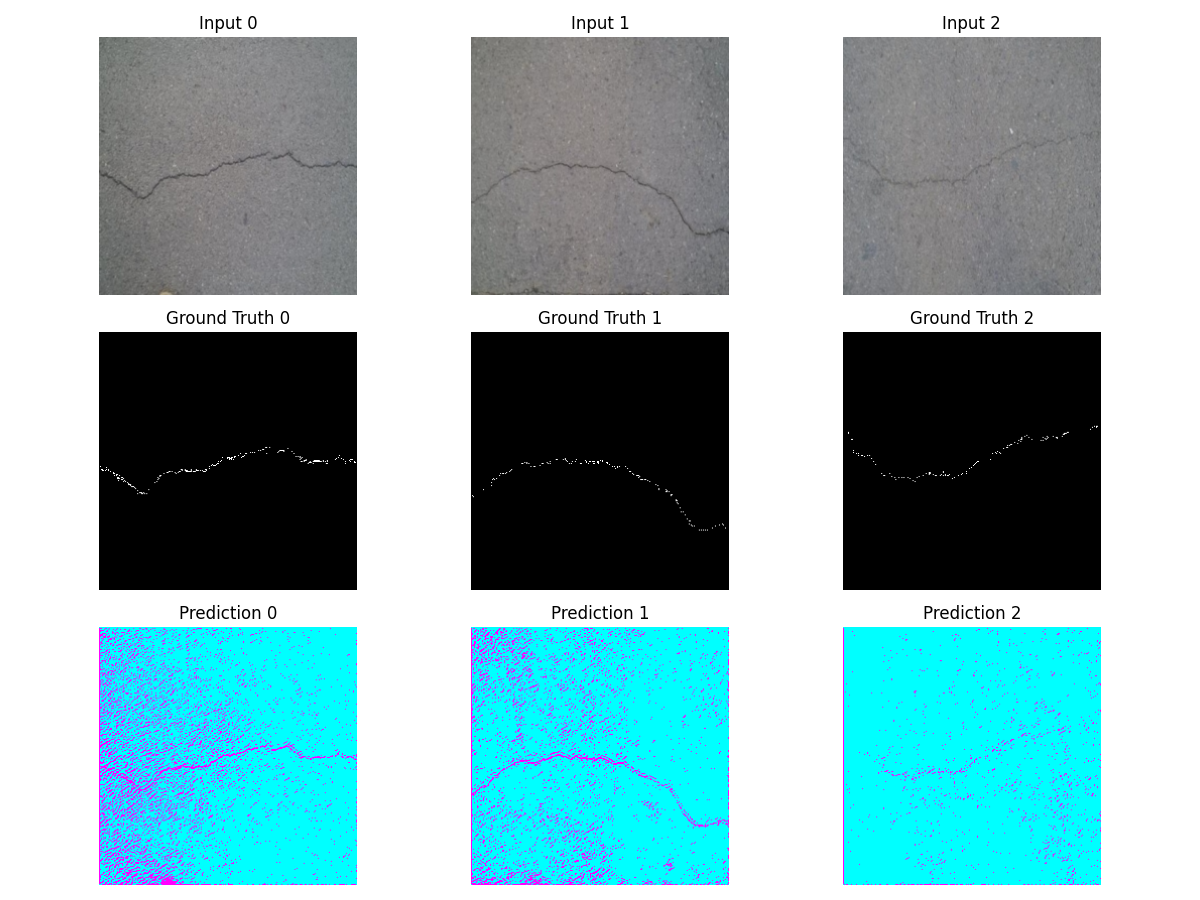 Input 0
Input 1
Input 2
Ground Truth 0
Ground Truth 1
Ground Truth 2
Prediction 0
Prediction 1
Prediction 2